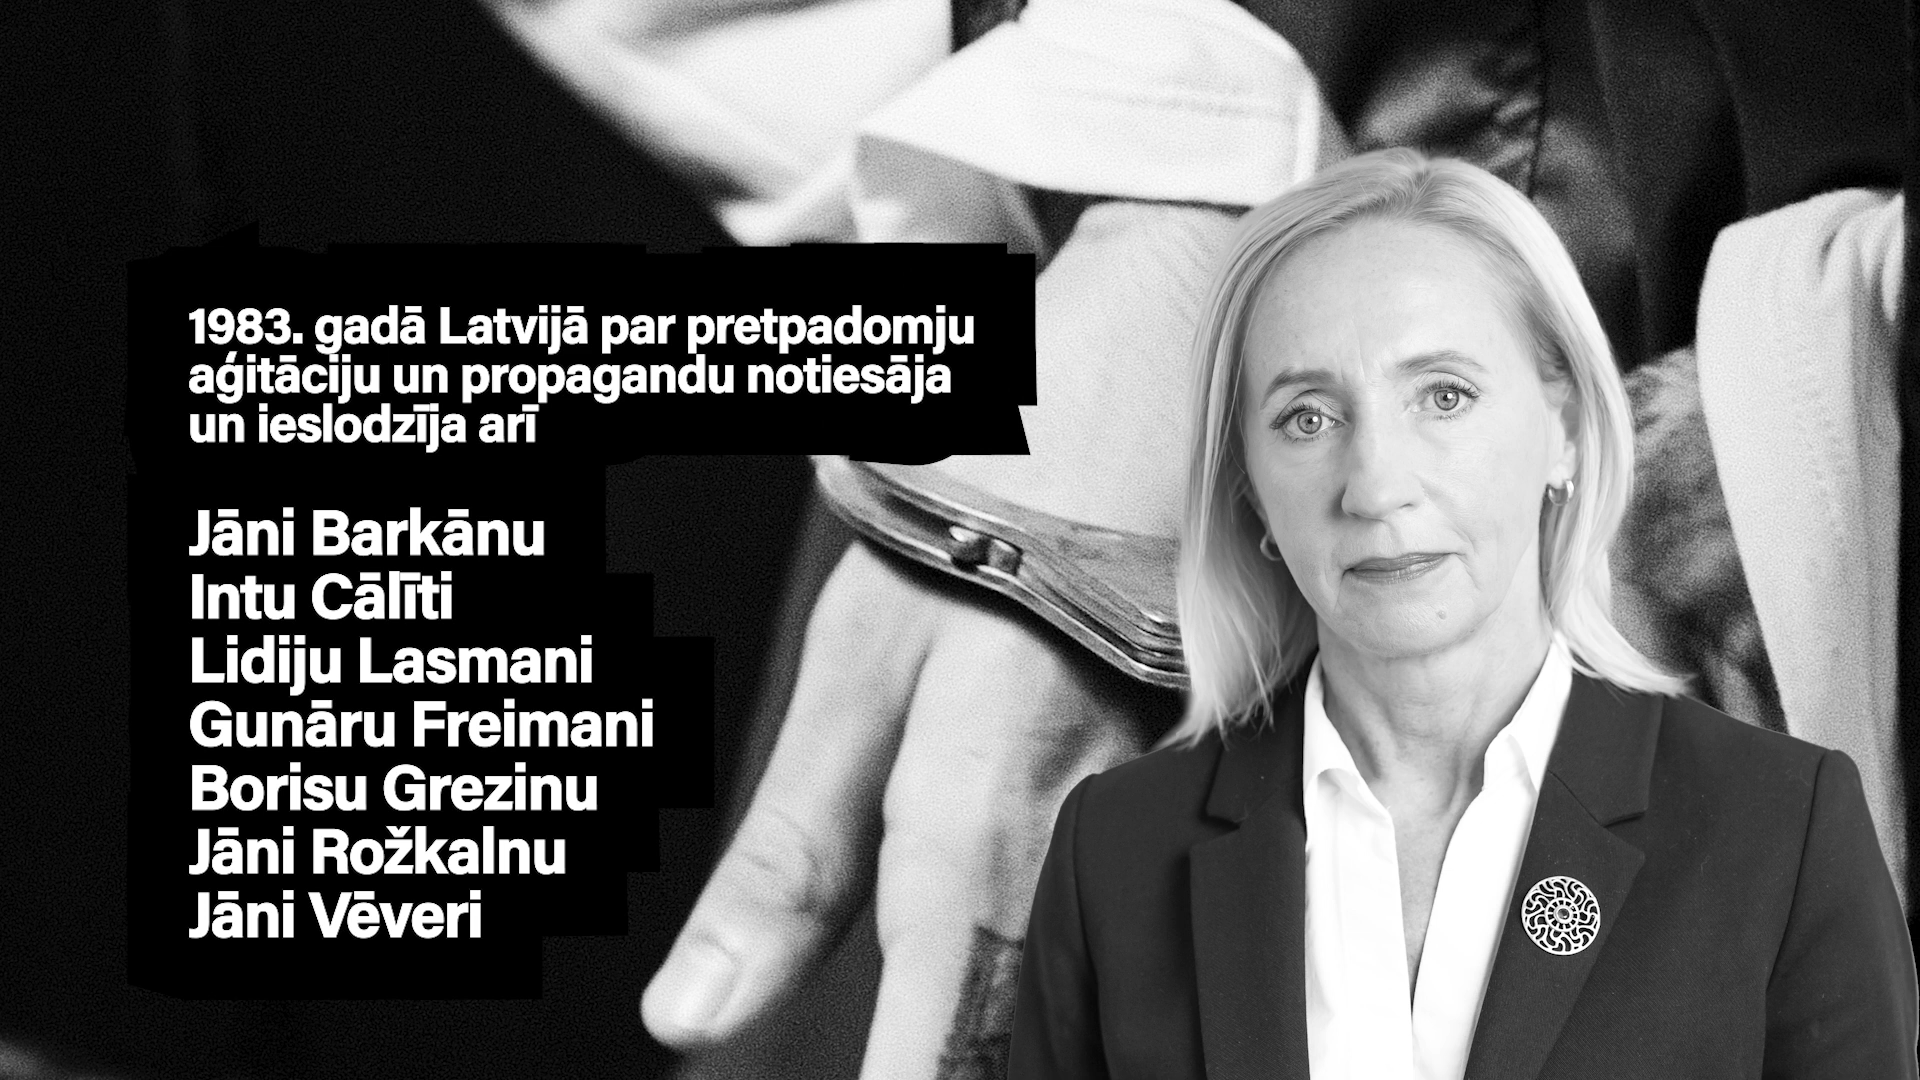 1983. gadā Latvijā par pretpadomju
aģitāciju un propagandu notiesāja
un ieslodzīja arī
Jāni Barkānu
Intu Cālīti
Lidiju Lasmani
Gunāru Freimani
Borisu Grezinu
Jāni Rožkalnu
Jāni Vēveri